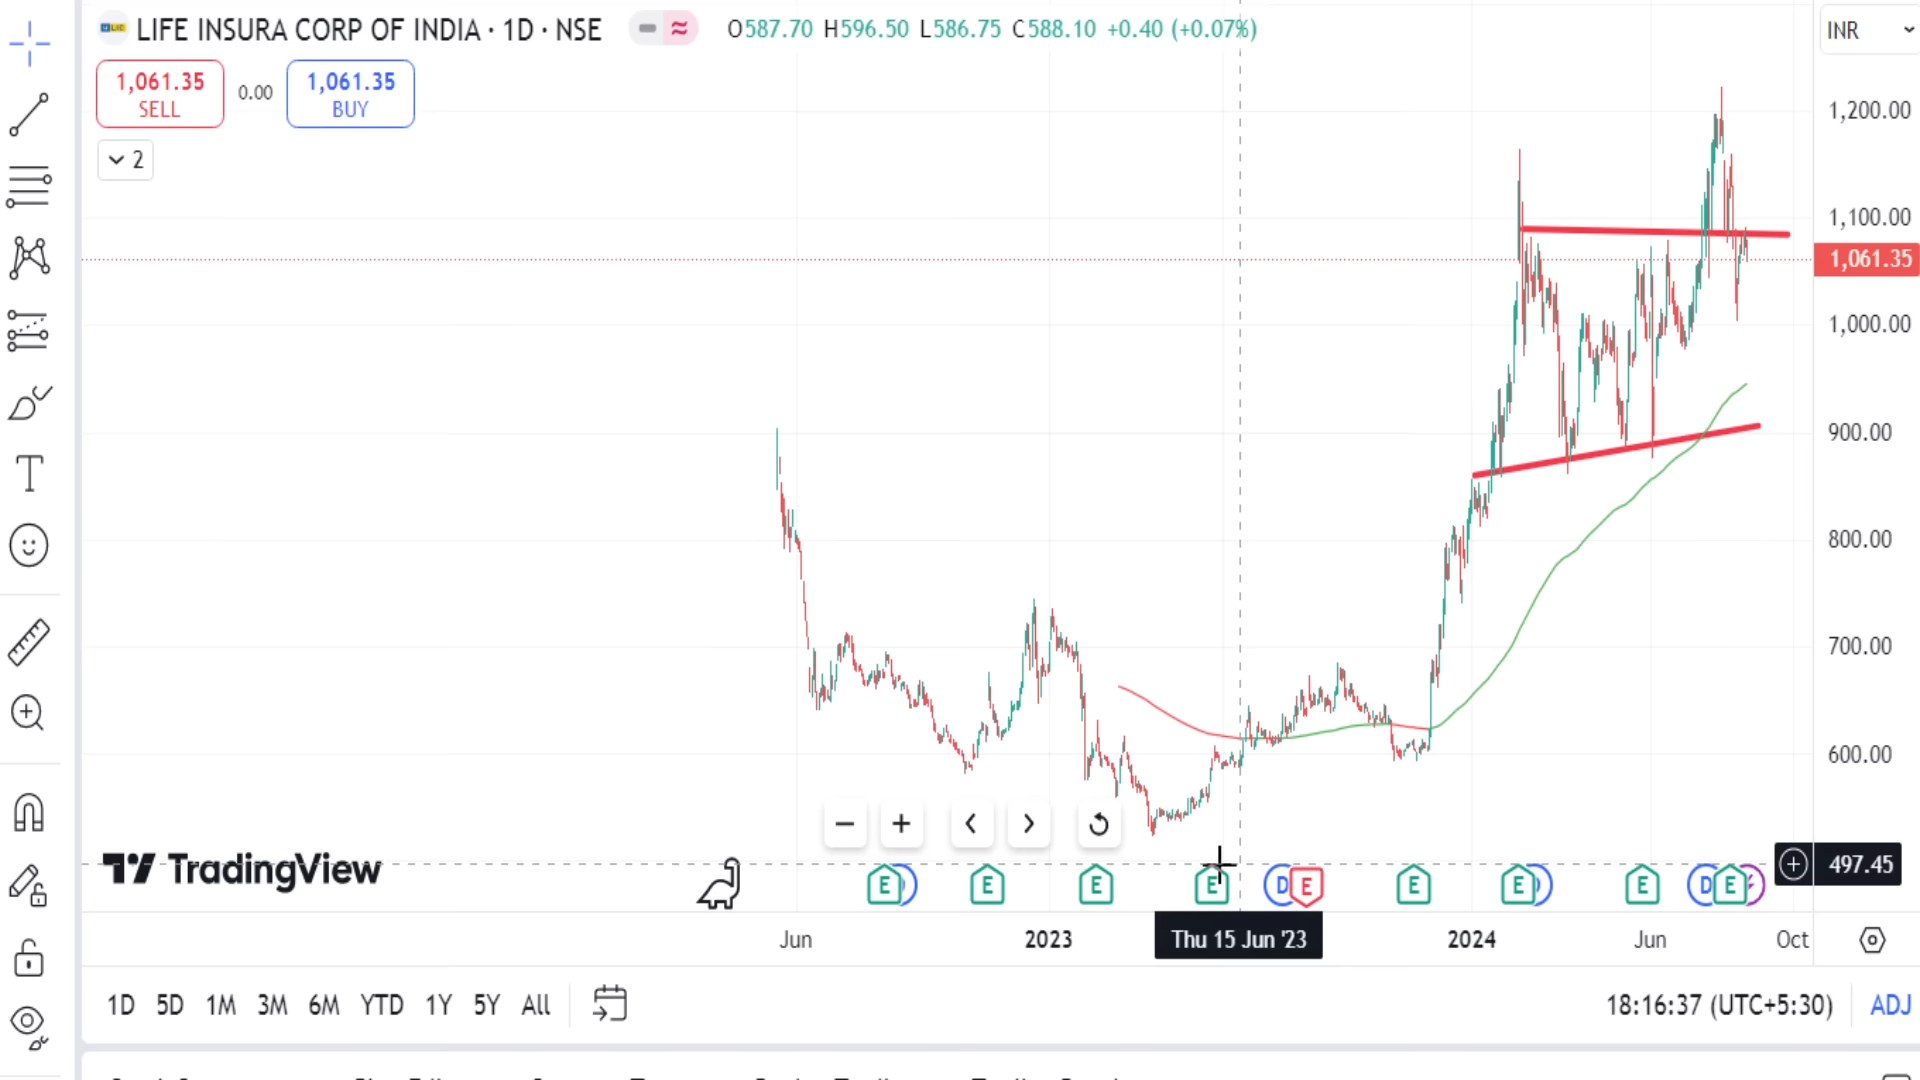 LIC LIFE INSURA CORP OF INDIA · 1D · NSE O587.70 H596.50 L586.75 C588.10 +0.40 (+0.07%)
INR
1,061.35
SELL
0.00
1,061.35
BUY
2
1,200.00
1,100.00
1,061.35
1,000.00
900.00
800.00
700.00
600.00
497.45
TradingView
E E E E D E E E E D E
Jun 2023 Thu 15 Jun '23 2024 Jun Oct
1D 5D 1M 3M 6M YTD 1Y 5Y All
18:16:37 (UTC+5:30) ADJ